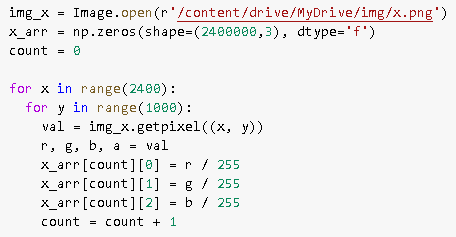 img_x = Image.open(r'/content/drive/MyDrive/img/x.png')
x_arr = np.zeros(shape=(2400000,3), dtype='f')
count = 0

for x in range(2400):
  for y in range(1000):
    val = img_x.getpixel((x, y))
    r, g, b, a = val
    x_arr[count][0] = r / 255
    x_arr[count][1] = g / 255
    x_arr[count][2] = b / 255
    count = count + 1